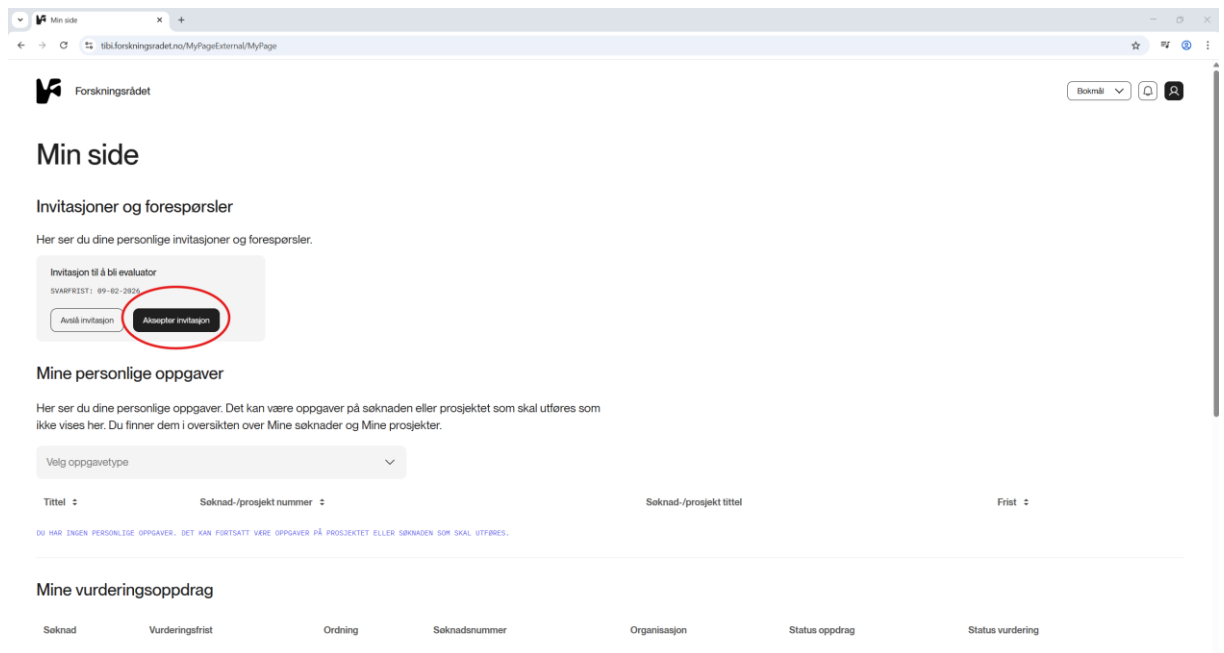 Min side
tibi.forskningsradet.no/MyPageExternal/MyPage
Forskningsrådet
Bokmål
Min side
Invitasjoner og forespørsler
Her ser du dine personlige invitasjoner og forespørsler.
Invitasjon til å bli evaluator
SVARFRIST: 09-02-2026
Avslå invitasjon Aksepter invitasjon
Mine personlige oppgaver
Her ser du dine personlige oppgaver. Det kan være oppgaver på søknaden eller prosjektet som skal utføres som
ikke vises her. Du finner dem i oversikten over Mine søknader og Mine prosjekter.
Velg oppgavetype
Tittel Søknad-/prosjekt nummer Søknad-/prosjekt tittel Frist
DU HAR INGEN PERSONLIGE OPPGAVER. DET KAN FORTSATT VÆRE OPPGAVER PÅ PROSJEKTET ELLER SØKNADEN SOM SKAL UTFØRES.
Mine vurderingsoppdrag
Søknad Vurderingsfrist Ordning Søknadsnummer Organisasjon Status oppdrag Status vurdering